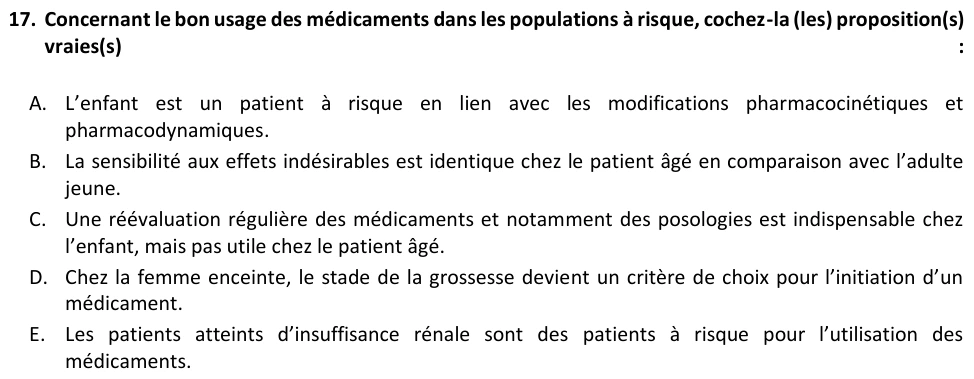 17. Concernant le bon usage des médicaments dans les populations à risque, cochez-la (les) proposition(s)
vraies(s) :
A. L'enfant est un patient à risque en lien avec les modifications pharmacocinétiques et
pharmacodynamiques.
B. La sensibilité aux effets indésirables est identique chez le patient âgé en comparaison avec l'adulte
jeune.
C. Une réévaluation régulière des médicaments et notamment des posologies est indispensable chez
l'enfant, mais pas utile chez le patient âgé.
D. Chez la femme enceinte, le stade de la grossesse devient un critère de choix pour l'initiation d'un
médicament.
E. Les patients atteints d'insuffisance rénale sont des patients à risque pour l'utilisation des
médicaments.